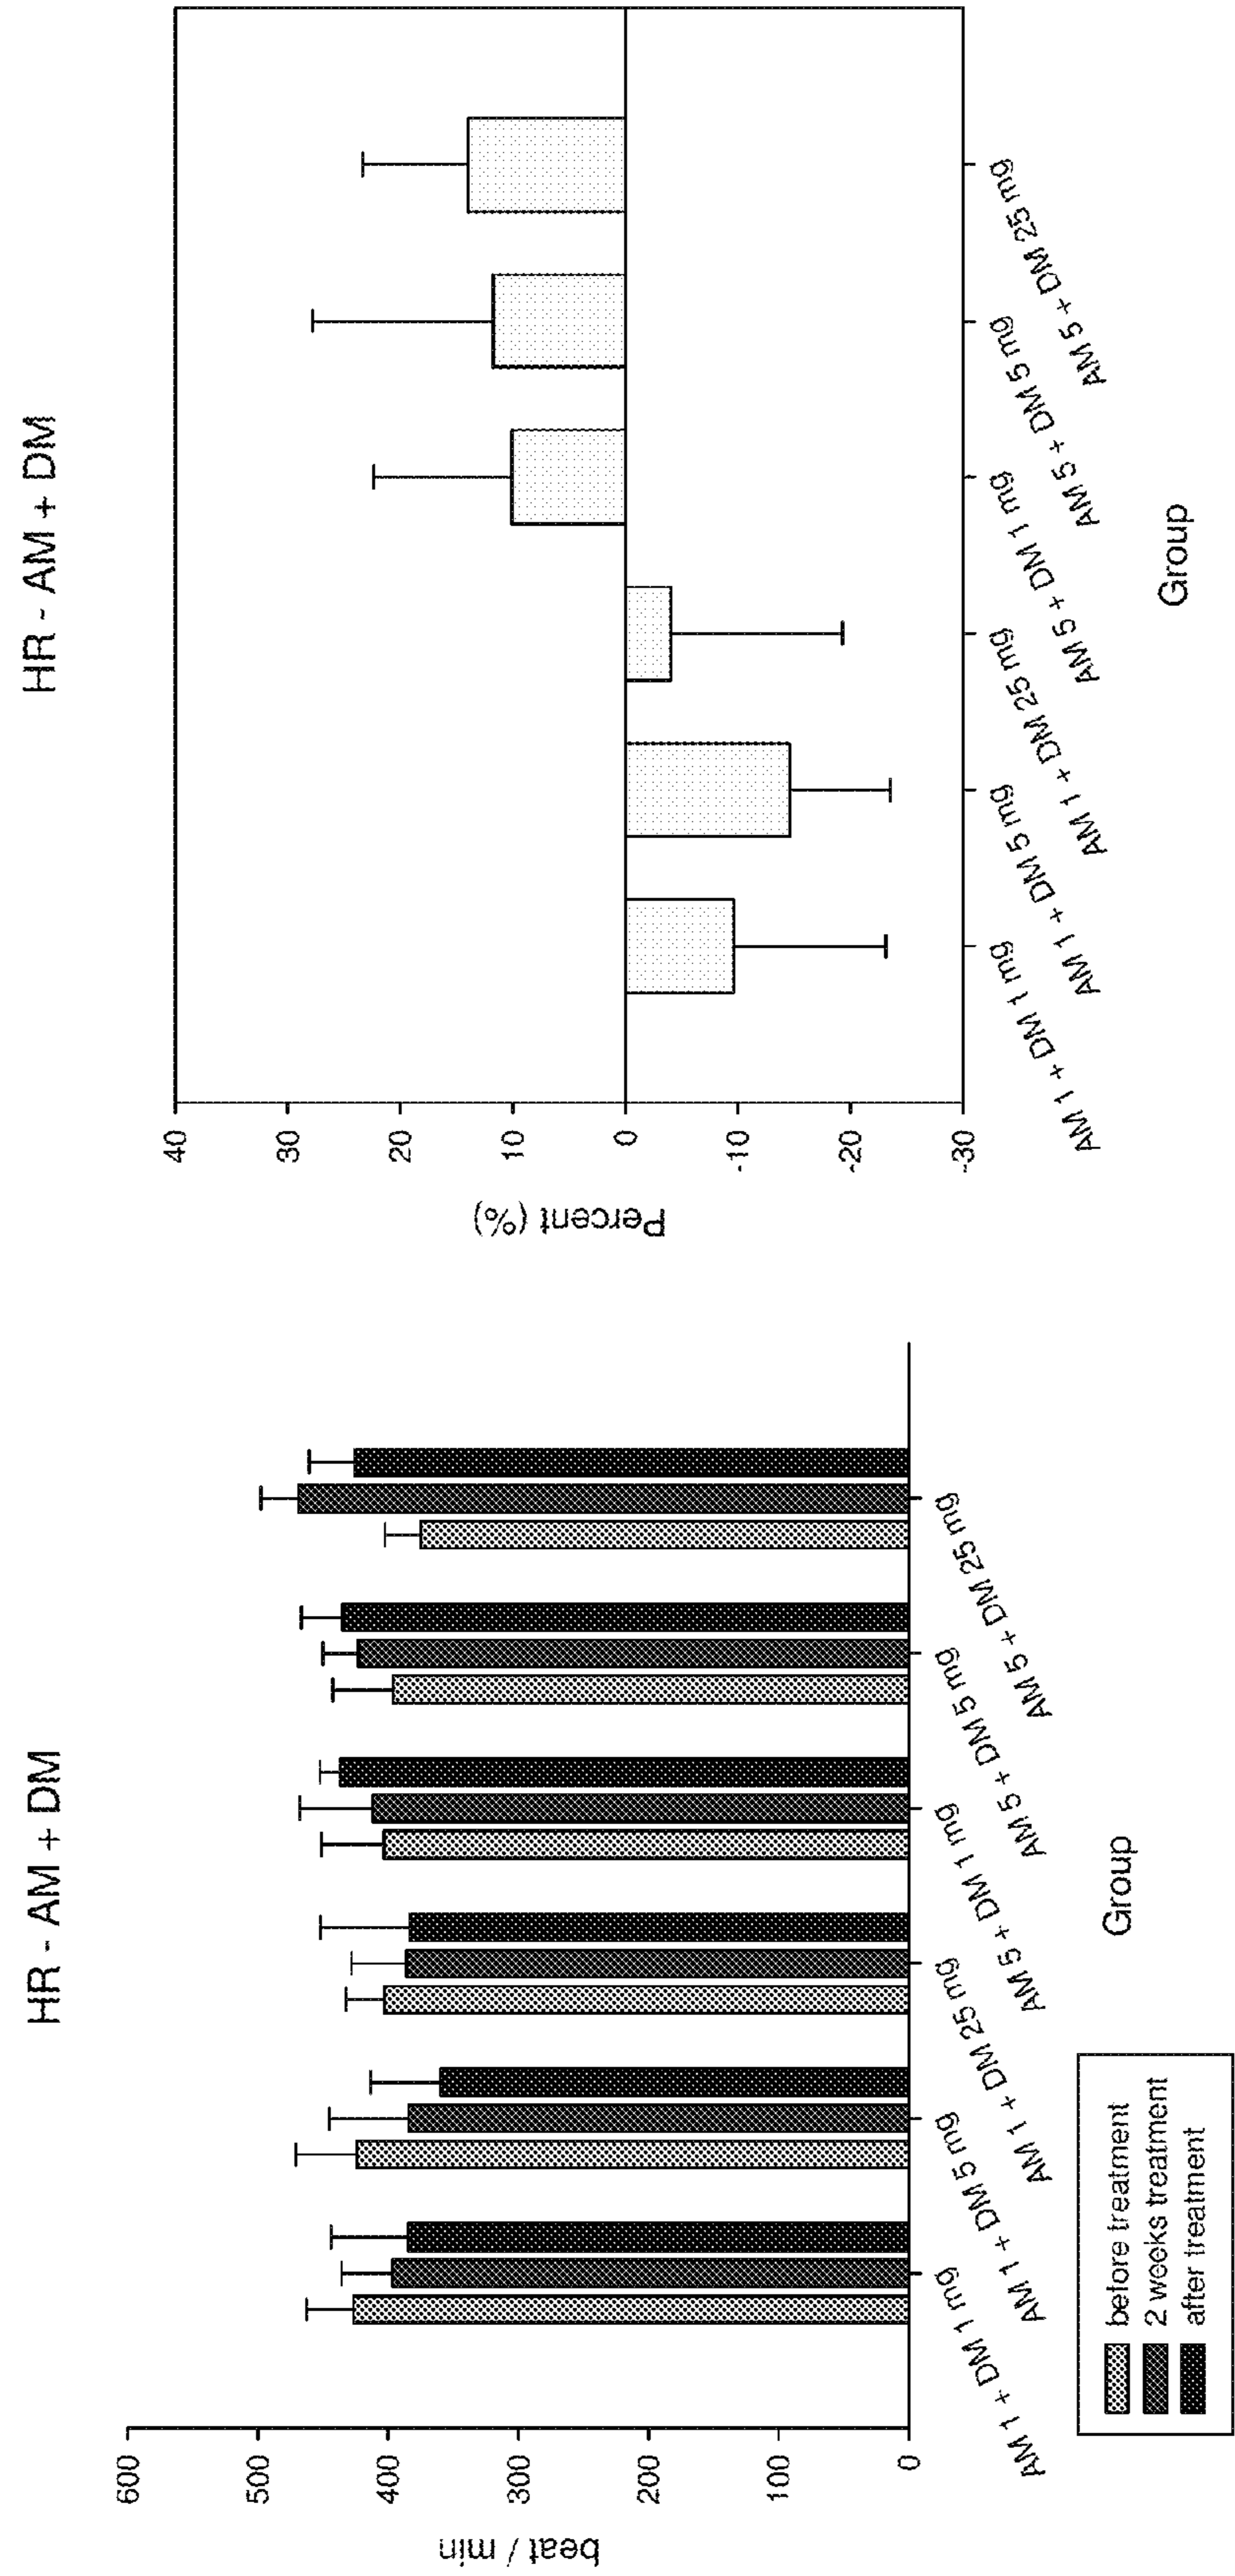 HR - AM + DM
beat / min
600
500
400
300
200
100
0
AM 1 + DM 1 mg
AM 1 + DM 5 mg
AM 1 + DM 25 mg
AM 5 + DM 1 mg
AM 5 + DM 5 mg
AM 5 + DM 25 mg
Group
before treatment
2 weeks treatment
after treatment
HR - AM + DM
Percent (%)
40
30
20
10
0
-10
-20
-30
AM 1 + DM 1 mg
AM 1 + DM 5 mg
AM 1 + DM 25 mg
AM 5 + DM 1 mg
AM 5 + DM 5 mg
AM 5 + DM 25 mg
Group